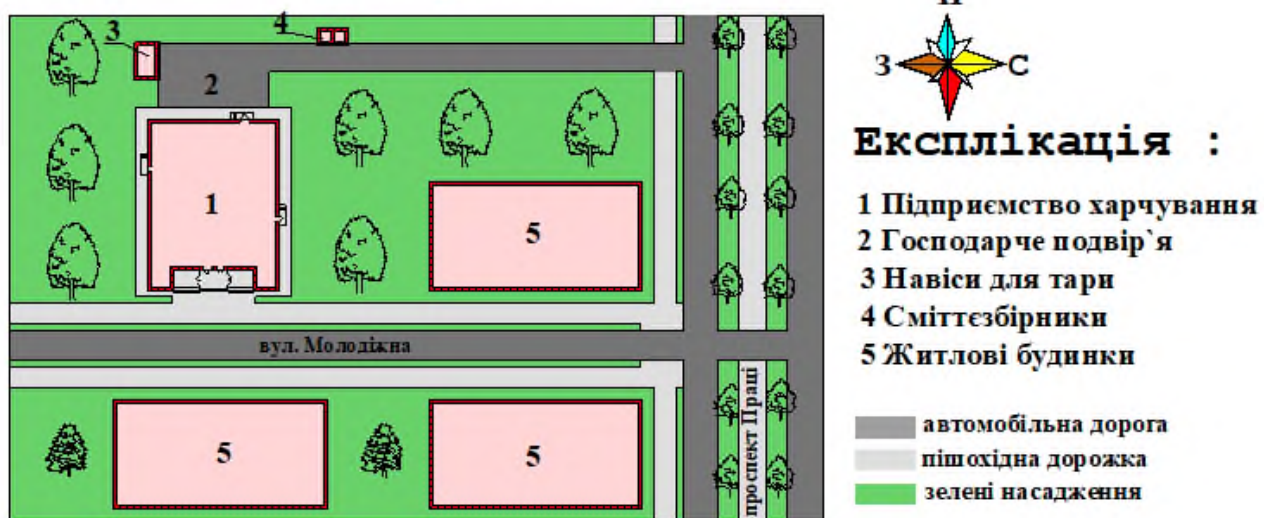 4
3
2
1
5
вул. Молодіжна
5
5
проспект Праці
З С
Експлікація :
1 Підприємство харчування
2 Господарче подвір`я
3 Навіси для тари
4 Сміттєзбірники
5 Житлові будинки
автомобільна дорога
пішохідна дорожка
зелені насадження